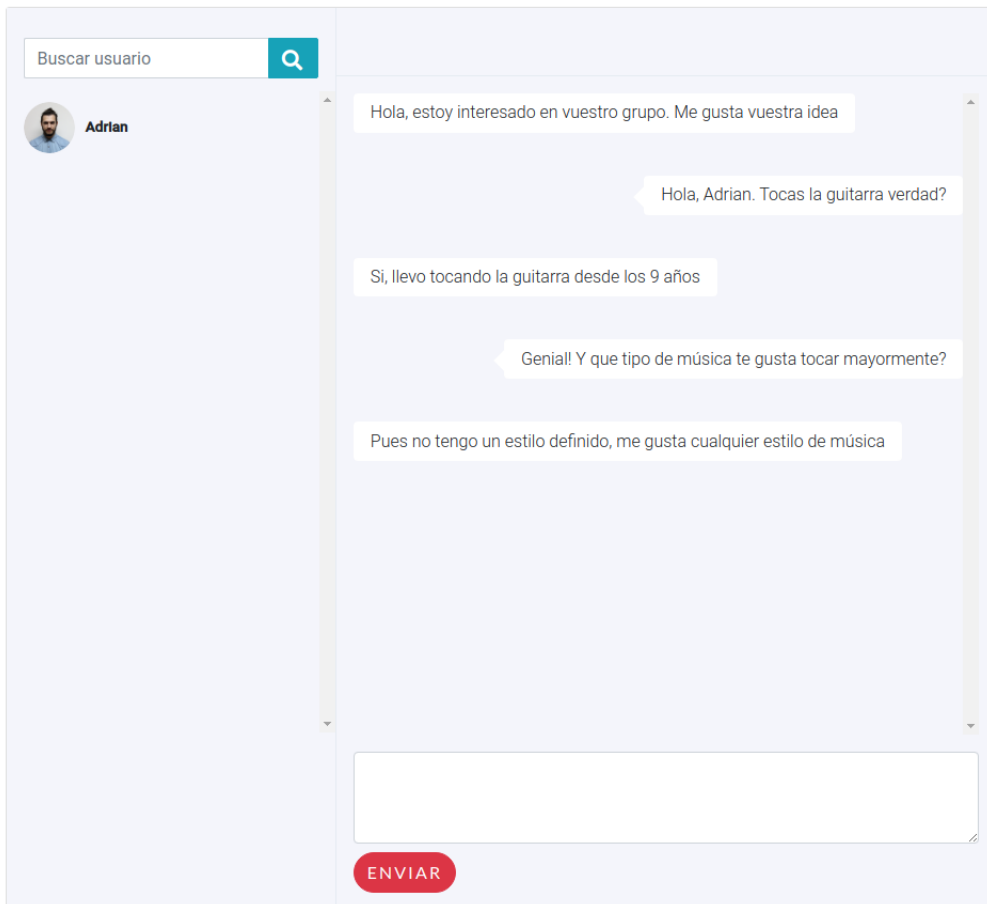 Buscar usuario
Adrian
Hola, estoy interesado en vuestro grupo. Me gusta vuestra idea
Hola, Adrian. Tocas la guitarra verdad?
Si, llevo tocando la guitarra desde los 9 años
Genial! Y que tipo de música te gusta tocar mayormente?
Pues no tengo un estilo definido, me gusta cualquier estilo de música
ENVIAR